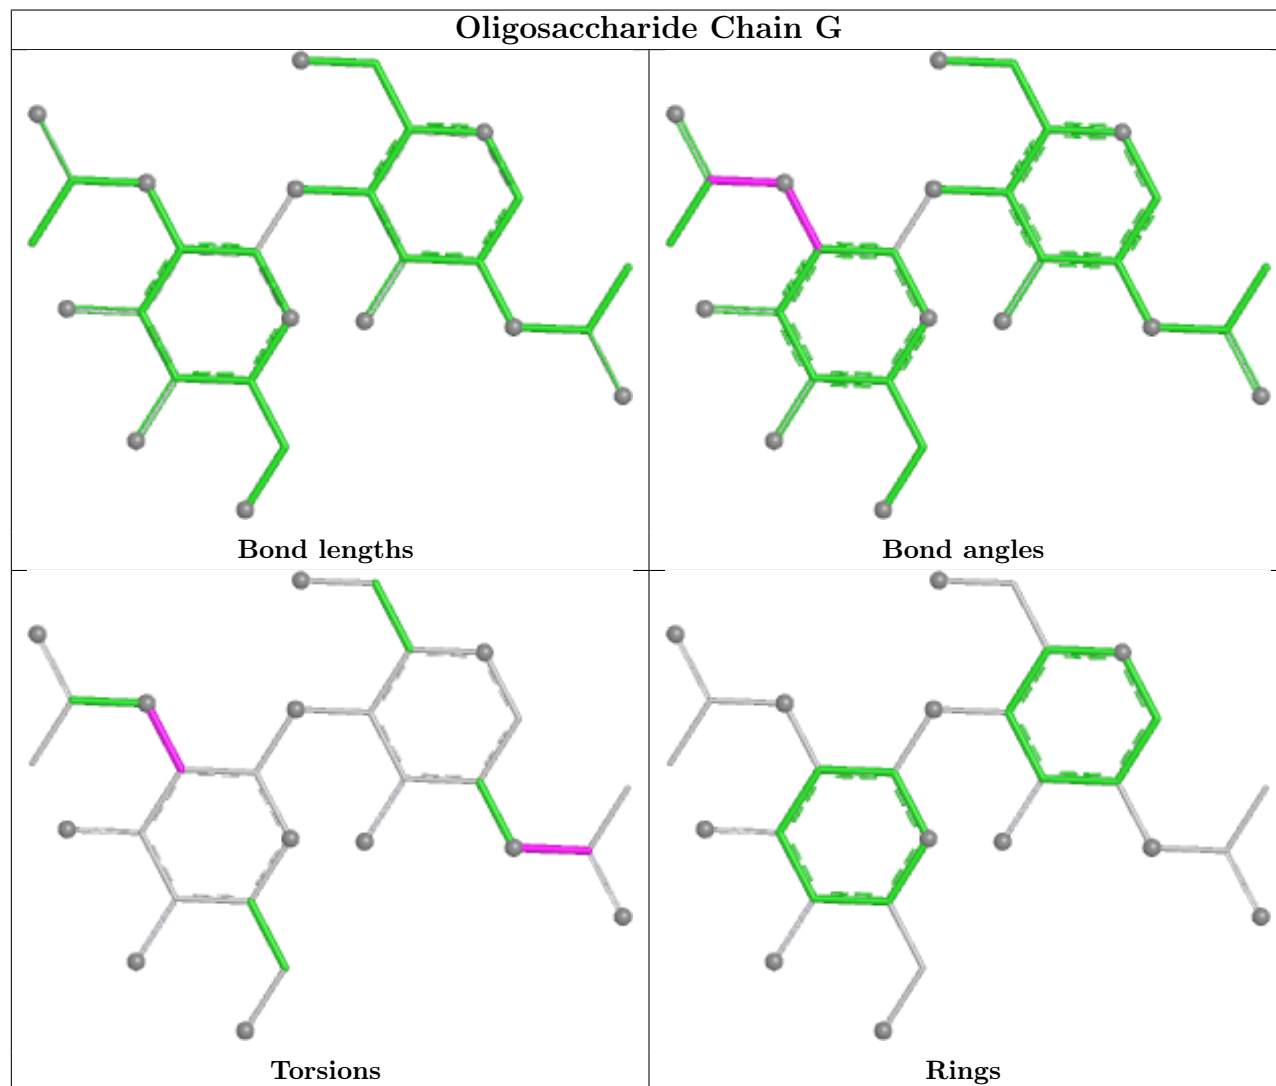 Oligosaccharide Chain G
Bond lengths
Bond angles
Torsions
Rings